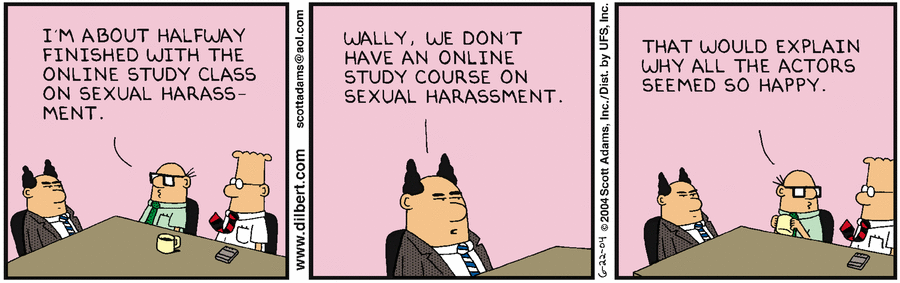 I'M ABOUT HALFWAY
FINISHED WITH THE
ONLINE STUDY CLASS
ON SEXUAL HARASS-
MENT.
www.dilbert.com scottadams@aol.com
WALLY, WE DON'T
HAVE AN ONLINE
STUDY COURSE ON
SEXUAL HARASSMENT.
6-22-04 ©2004 Scott Adams, Inc./Dist. by UFS, Inc.
THAT WOULD EXPLAIN
WHY ALL THE ACTORS
SEEMED SO HAPPY.